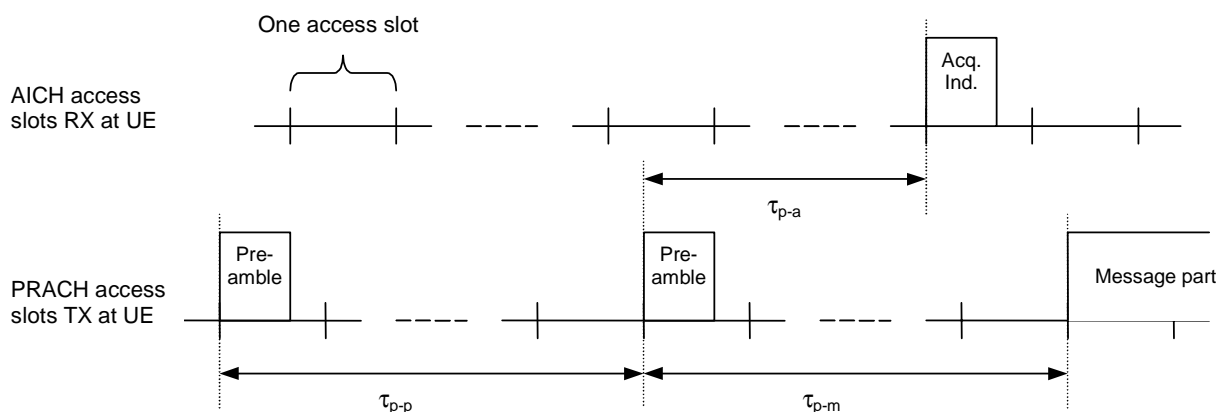 One access slot
AICH access
slots RX at UE
Acq.
Ind.
τp-a
PRACH access
slots TX at UE
Pre-
amble
Pre-
amble
Message part
τp-p
τp-m